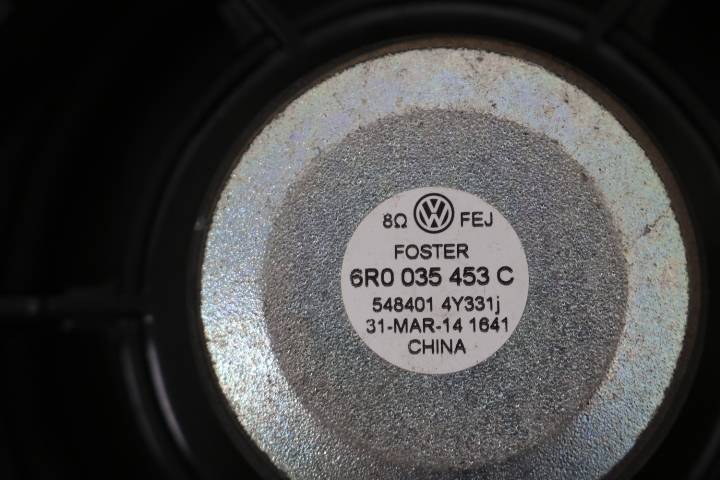 8Ω VW FEJ
FOSTER
6R0 035 453 C
548401 4Y331j
31-MAR-14 1641
CHINA